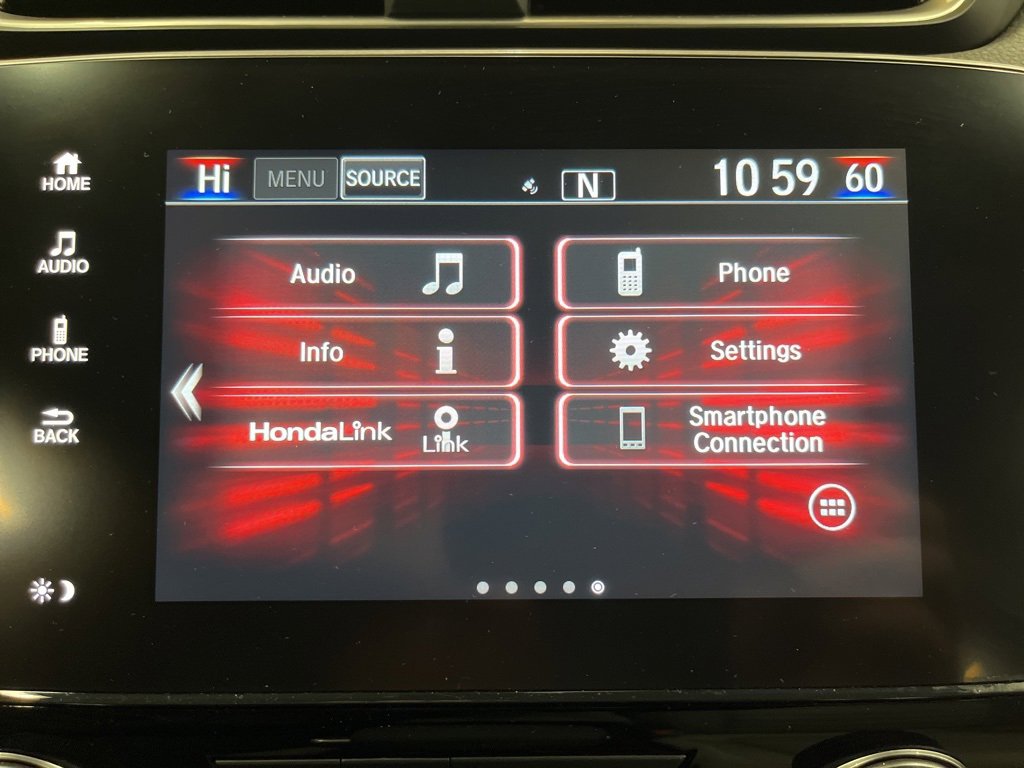 Hi MENU SOURCE N 10 59 60
HOME
AUDIO
PHONE
BACK
Audio
Phone
Info
Settings
HondaLink
Link
Smartphone
Connection